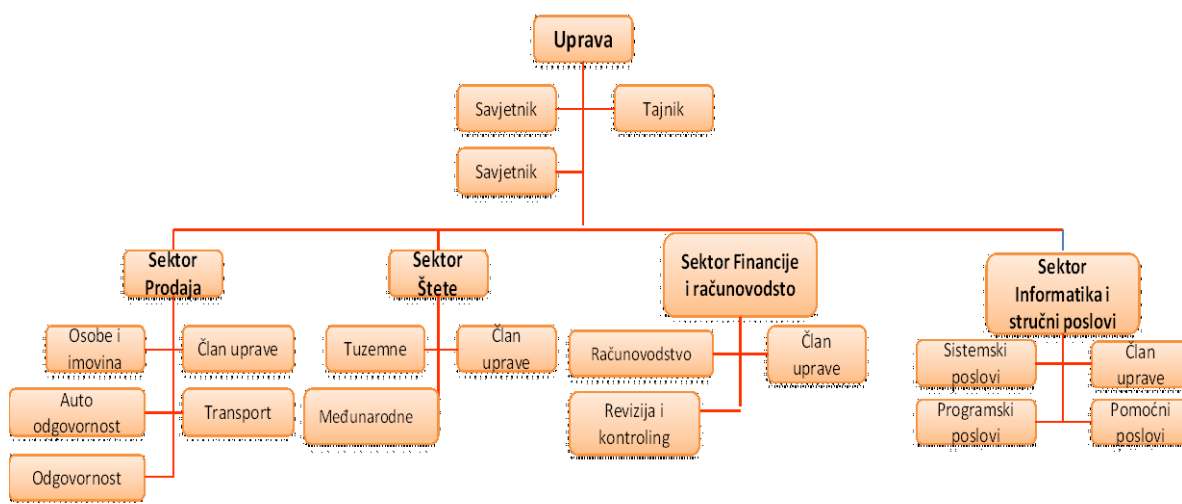 Uprava
Savjetnik
Tajnik
Savjetnik
Sektor
Prodaja
Osobe i
imovina
Član uprave
Auto
odgovornost
Transport
Odgovornost
Sektor
Štete
Tuzemne
Član
uprave
Međunarodne
Sektor Financije
i računovodsto
Računovodstvo
Član
uprave
Revizija i
kontroling
Sektor
Informatika i
stručni poslovi
Sistemski
poslovi
Član
uprave
Programski
poslovi
Pomoćni
poslovi